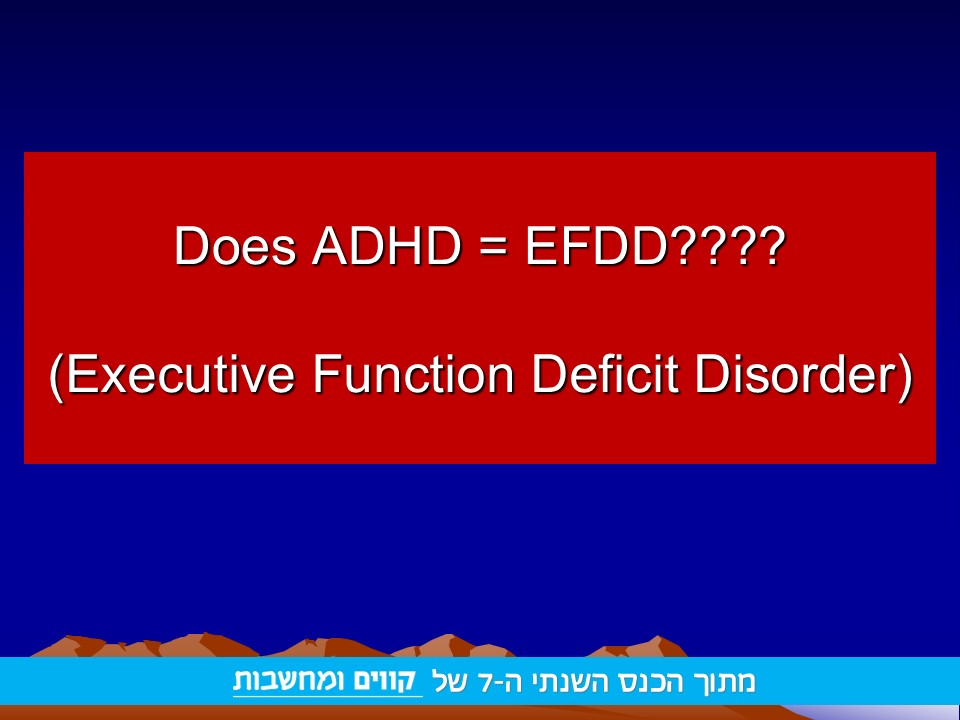 Does ADHD = EFDD????
(Executive Function Deficit Disorder)
מתוך הכנס השנתי ה-7 של קווים ומחשבות